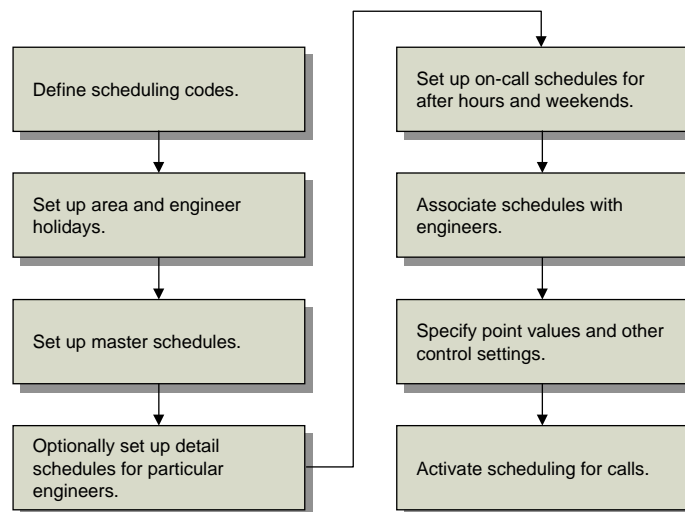 Define scheduling codes.
Set up area and engineer
holidays.
Set up master schedules.
Optionally set up detail
schedules for particular
engineers.
Set up on-call schedules for
after hours and weekends.
Associate schedules with
engineers.
Specify point values and other
control settings.
Activate scheduling for calls.